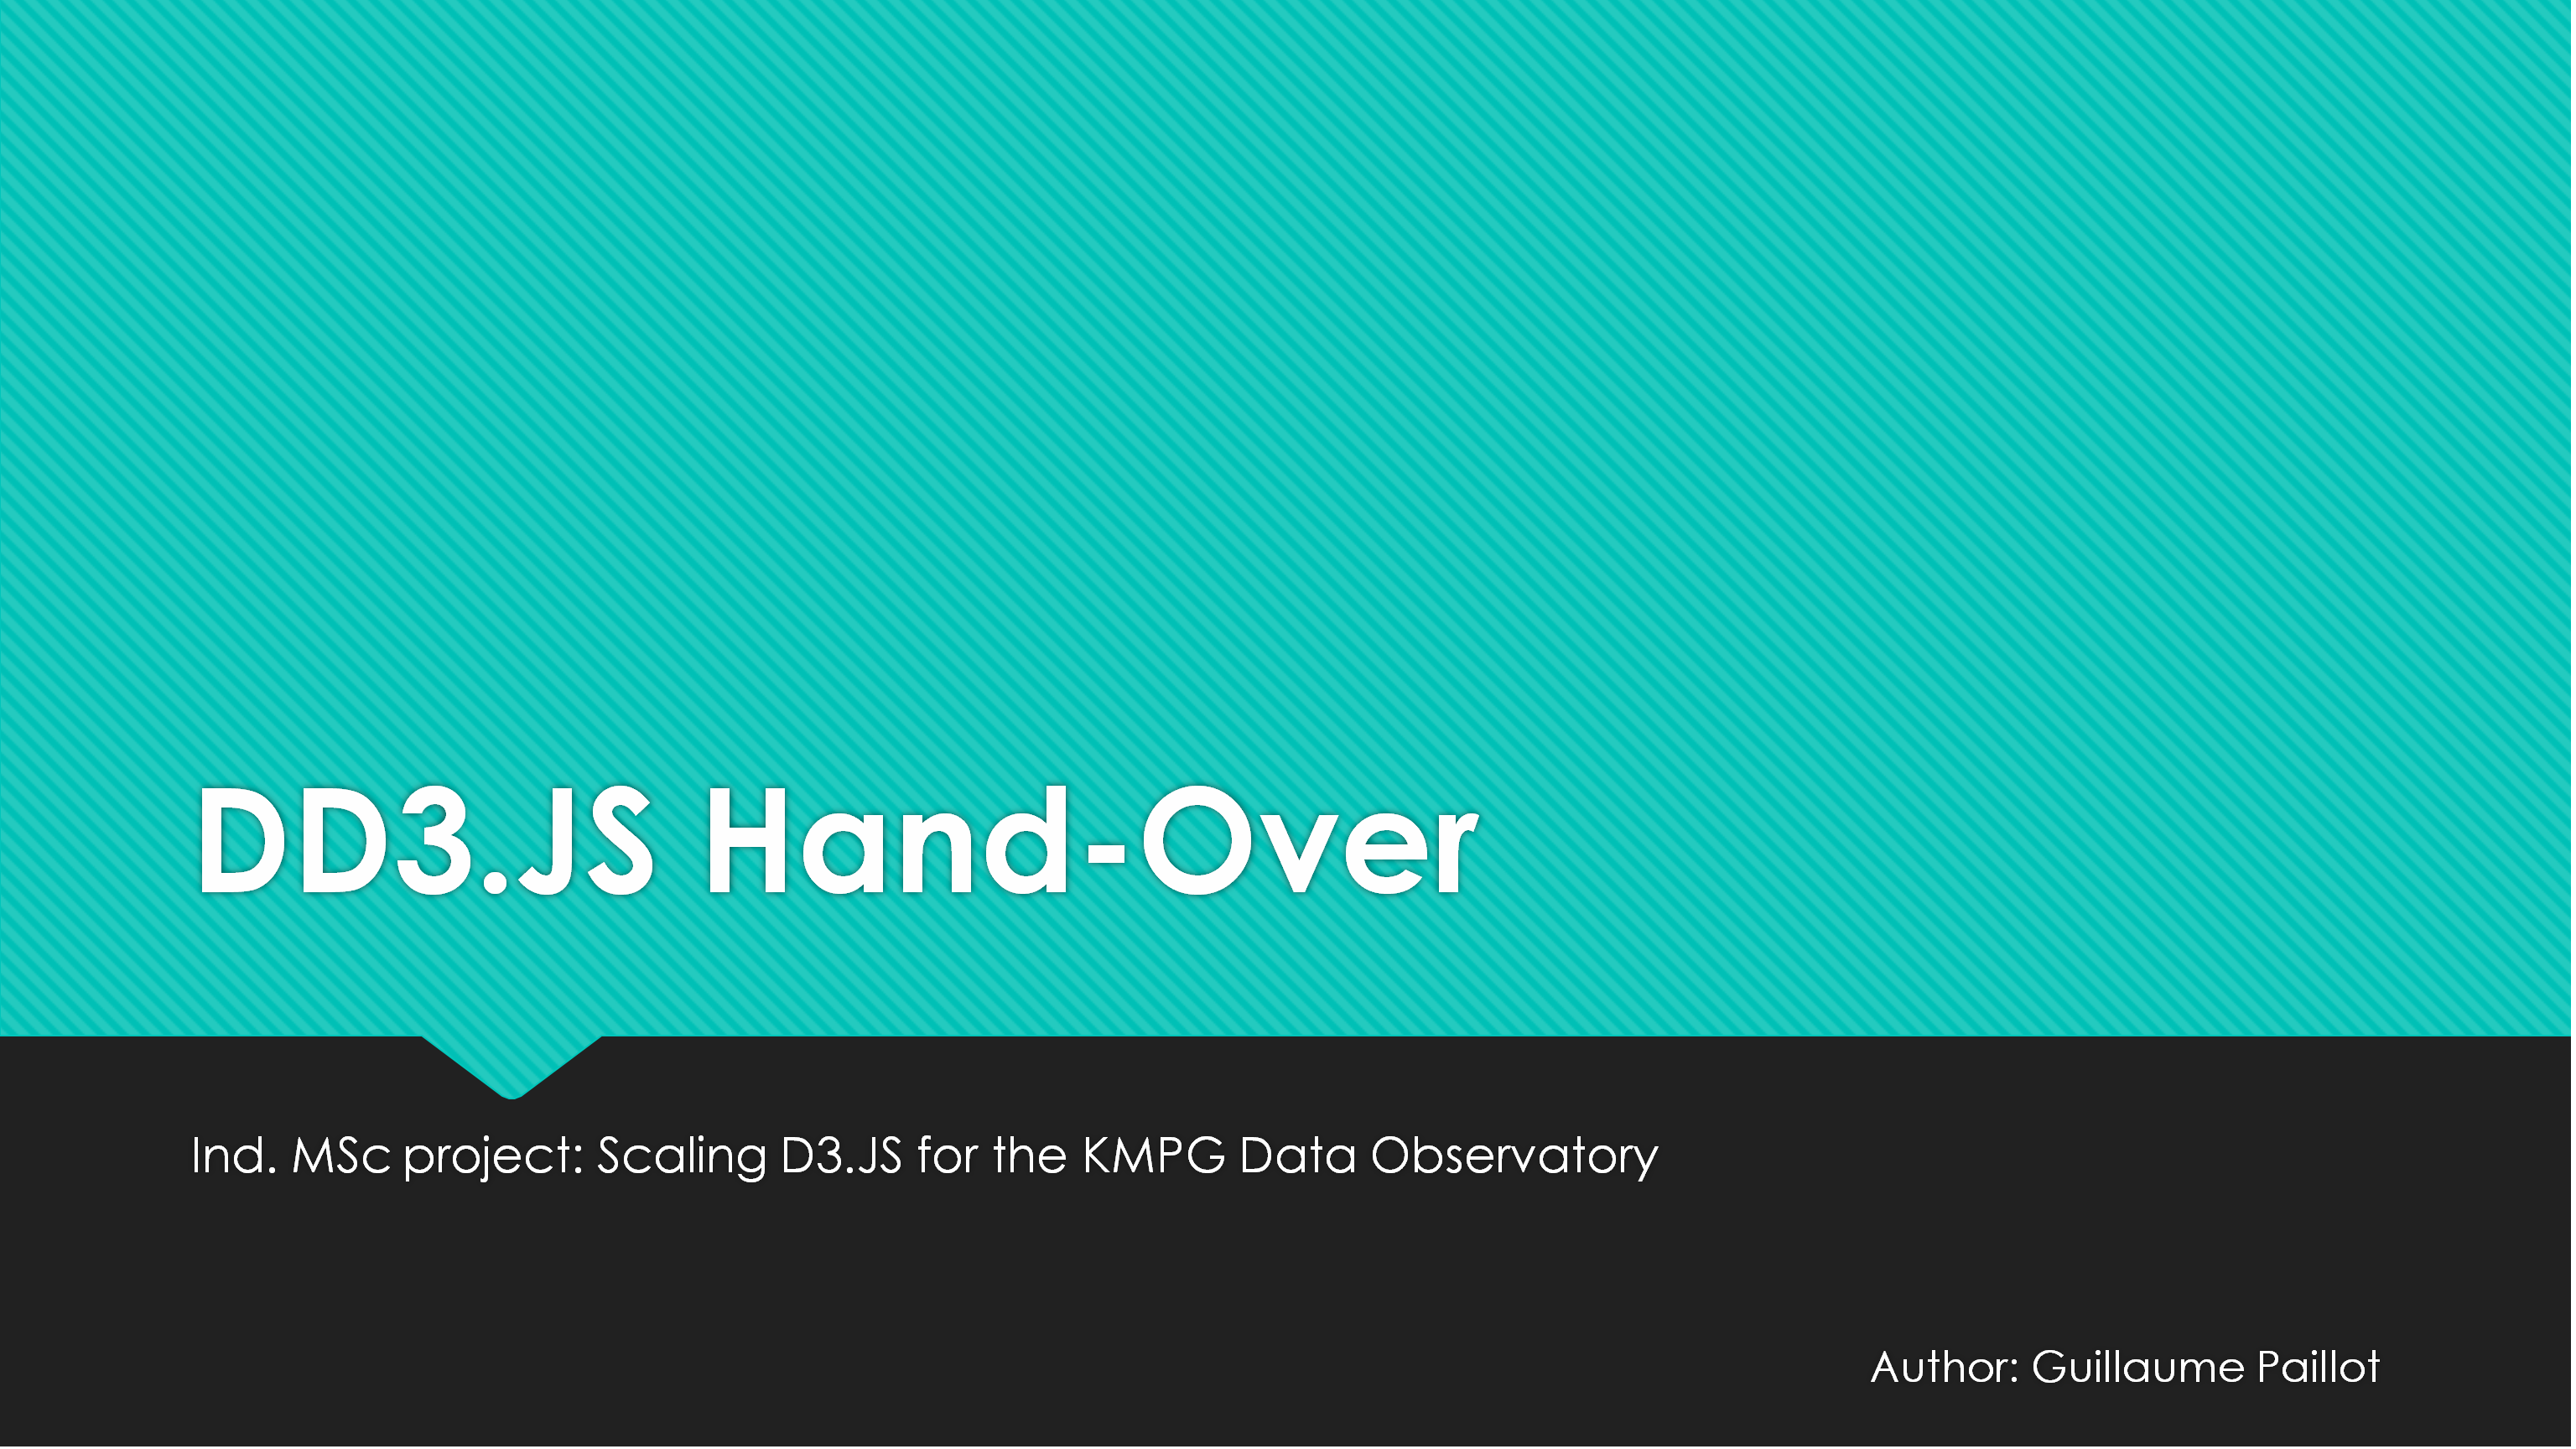 DD3.JS Hand-Over
Ind. MSc project: Scaling D3.JS for the KMPG Data Observatory
Author: Guillaume Paillot